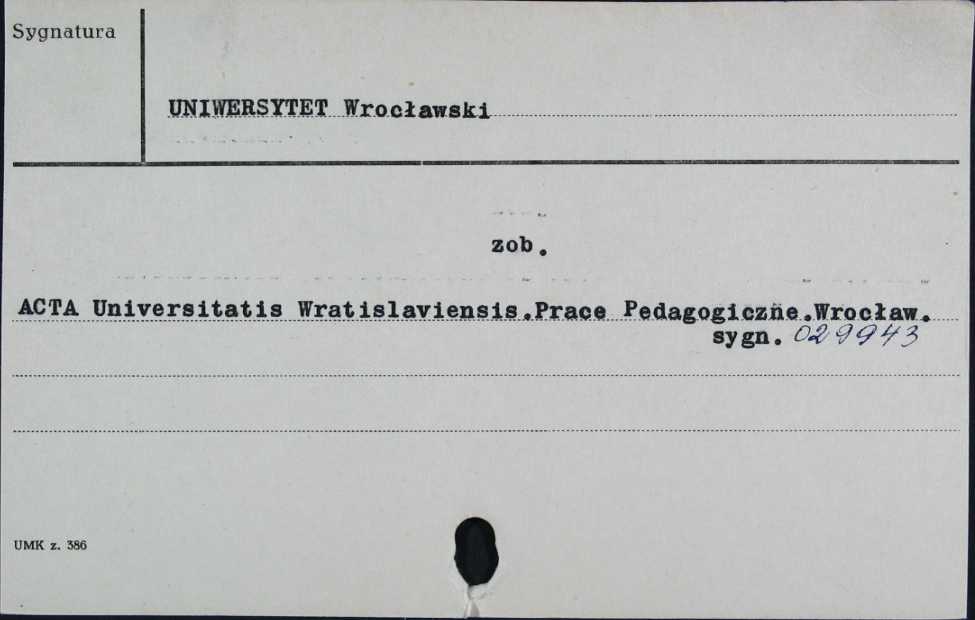 Sygnatura
UNIWERSYTET Wrocławski
zob.
ACTA Universitatis Wratislaviensis.Prace Pedagogiczne.Wrocław.
sygn. 029943
UMK z. 386